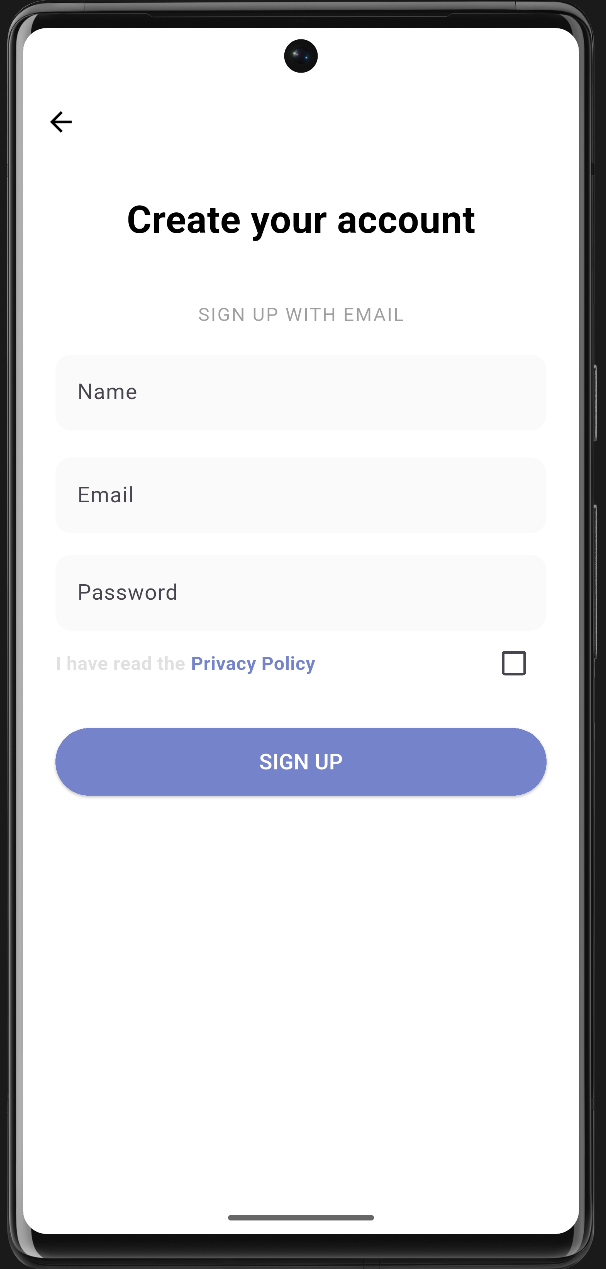 Create your account
SIGN UP WITH EMAIL
Name
Email
Password
I have read the Privacy Policy
SIGN UP